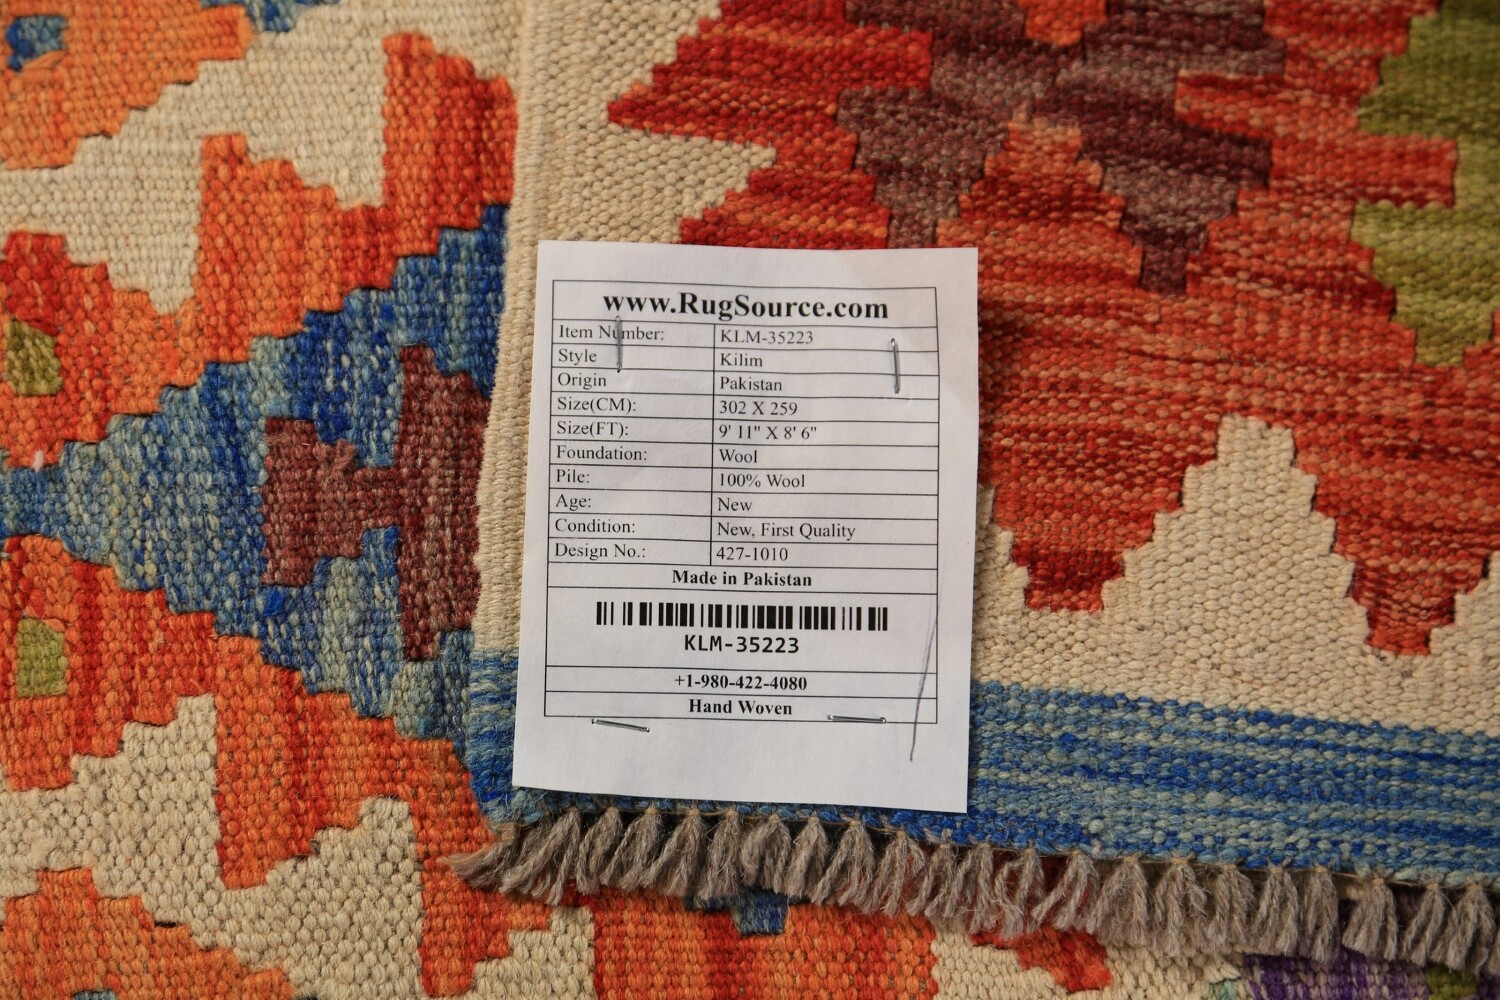 www.RugSource.com
Item Number: KLM-35223
Style Kilim
Origin Pakistan
Size(CM): 302 X 259
Size(FT): 9' 11" X 8' 6"
Foundation: Wool
Pile: 100% Wool
Age: New
Condition: New, First Quality
Design No.: 427-1010
Made in Pakistan
KLM-35223
+1-980-422-4080
Hand Woven